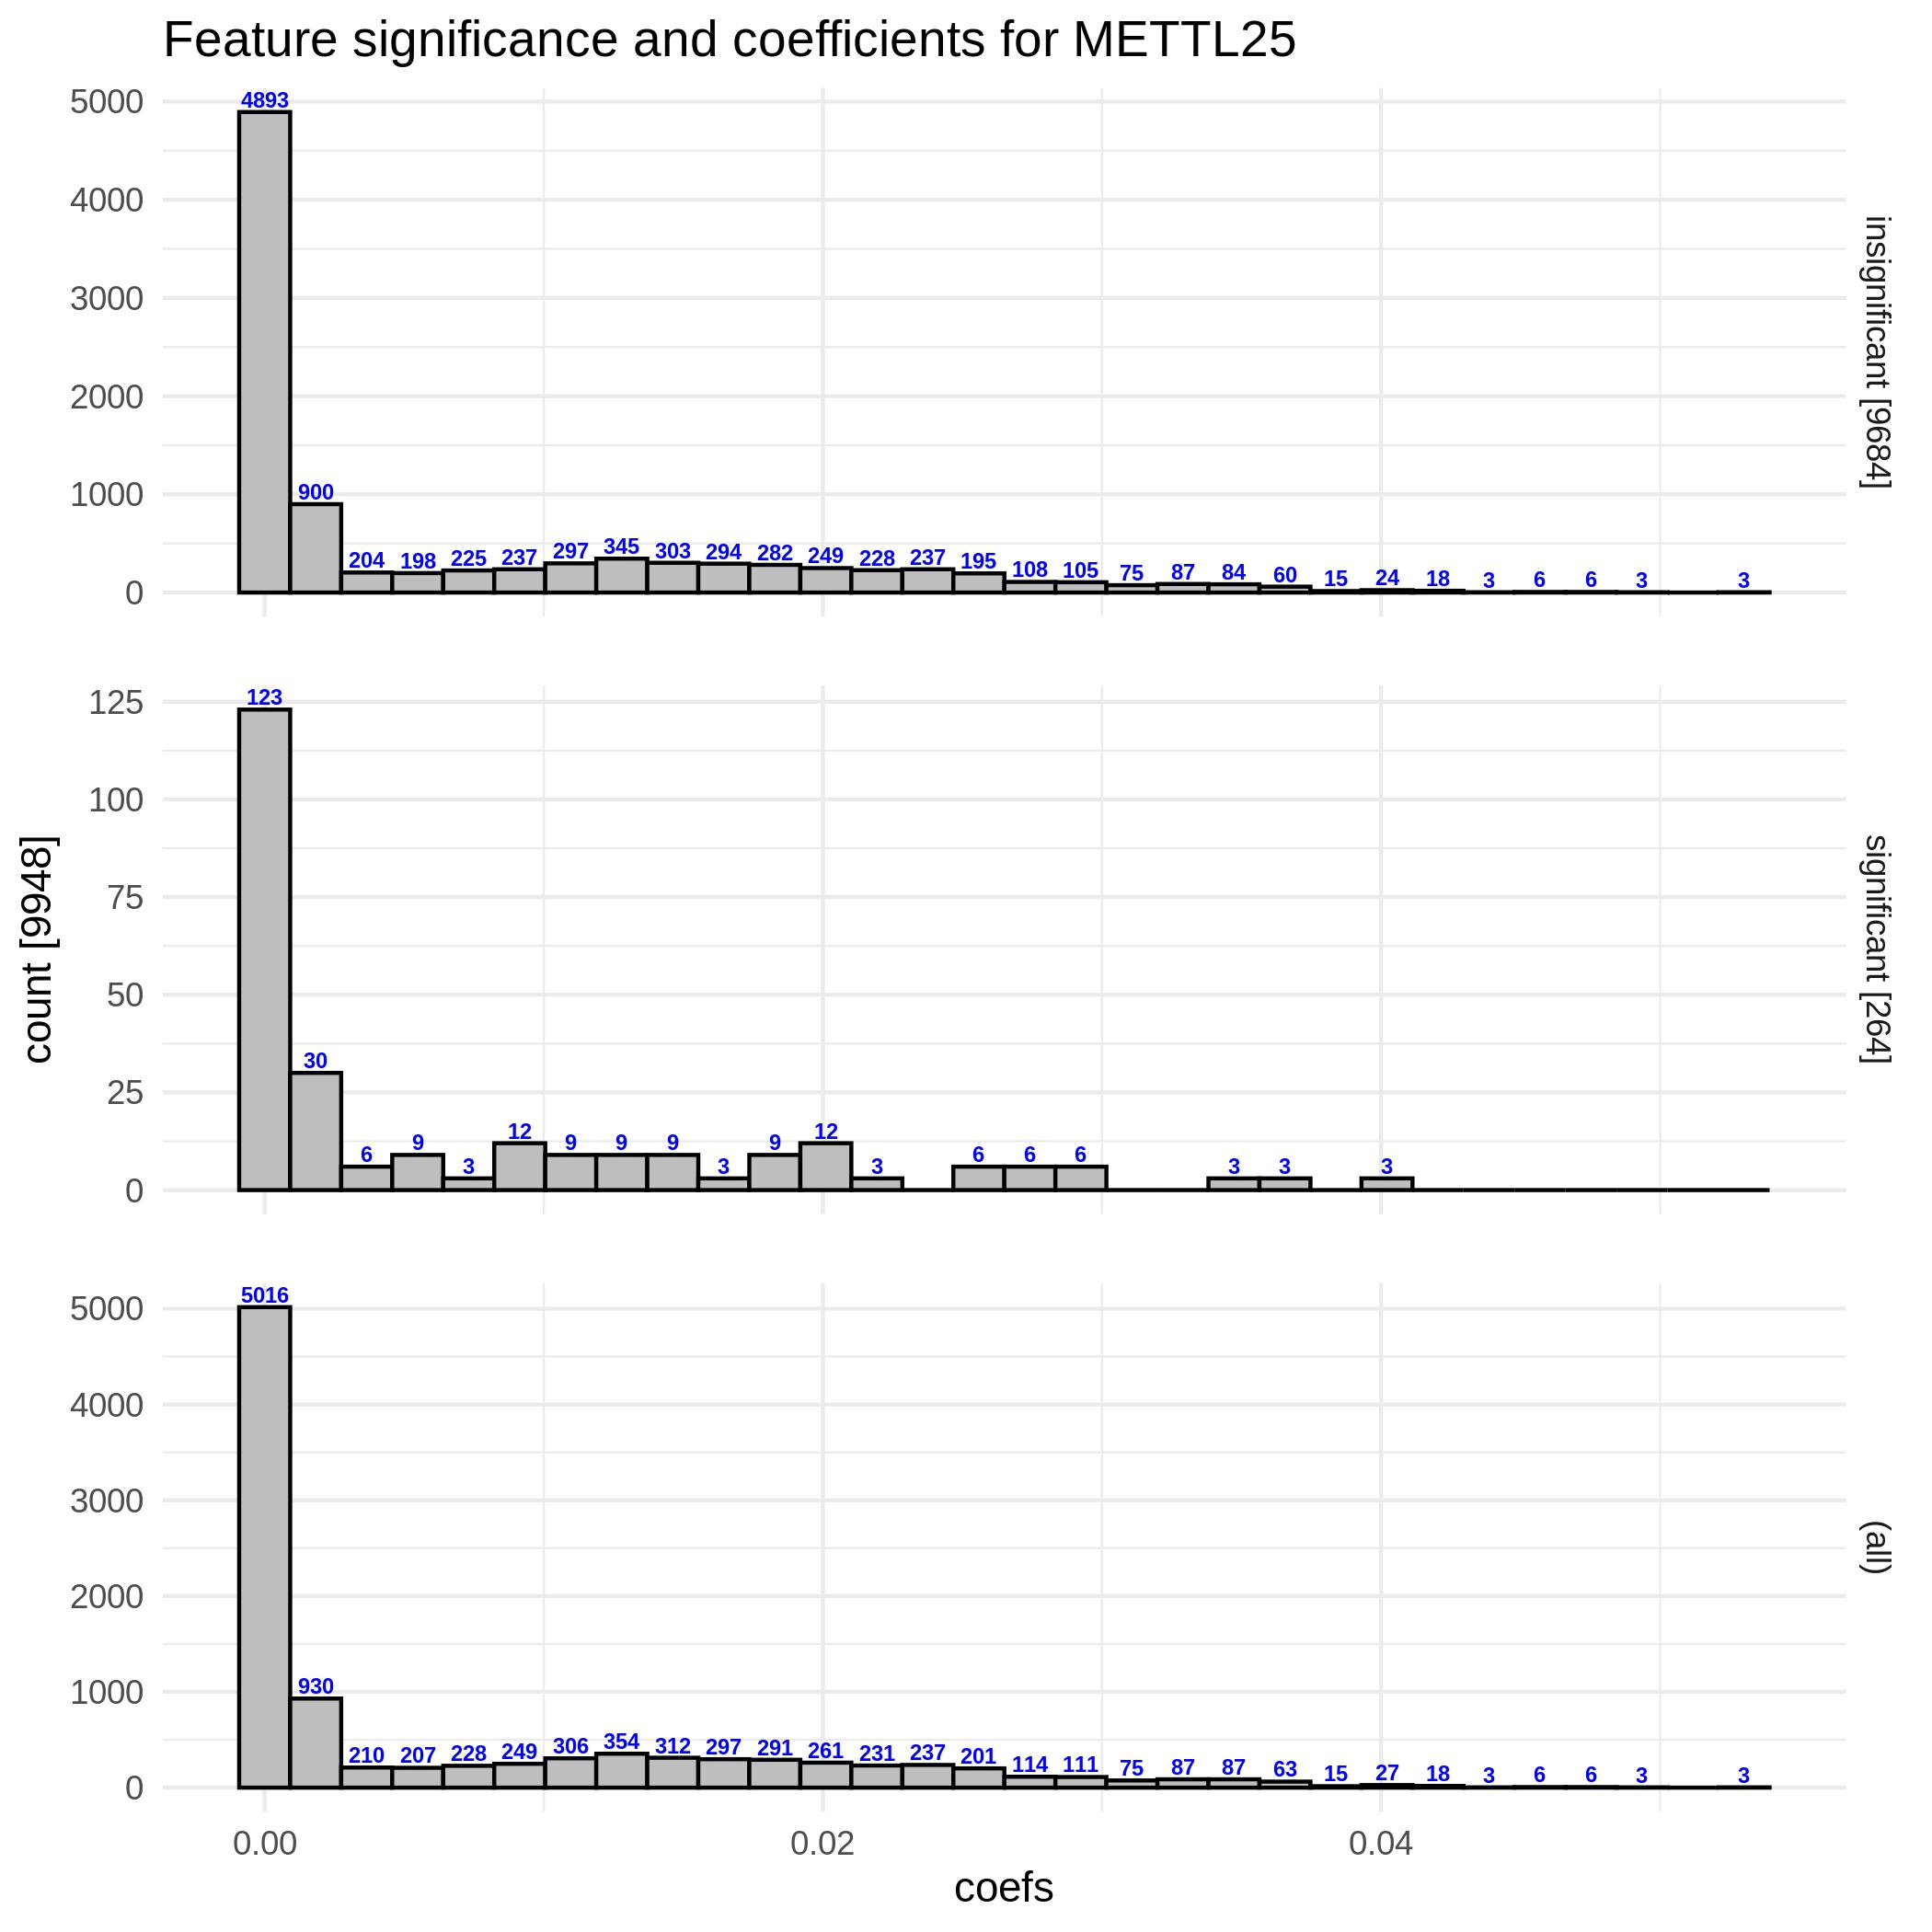 Feature significance and coefficients for METTL25
5000
4000
3000
2000
1000
0
4893
900
204 198 225 237 297 345 303 294 282 249 228 237 195 108 105 75 87 84 60 15 24 18 3 6 6 3 3
insignificant [9684]
count [9948]
125
100
75
50
25
0
123
30
6 9 3 12 9 9 9 3 9 12 3 6 6 6 3 3 3
significant [264]
5000
4000
3000
2000
1000
0
5016
930
210 207 228 249 306 354 312 297 291 261 231 237 201 114 111 75 87 87 63 15 27 18 3 6 6 3 3
(all)
0.00 0.02 0.04
coefs